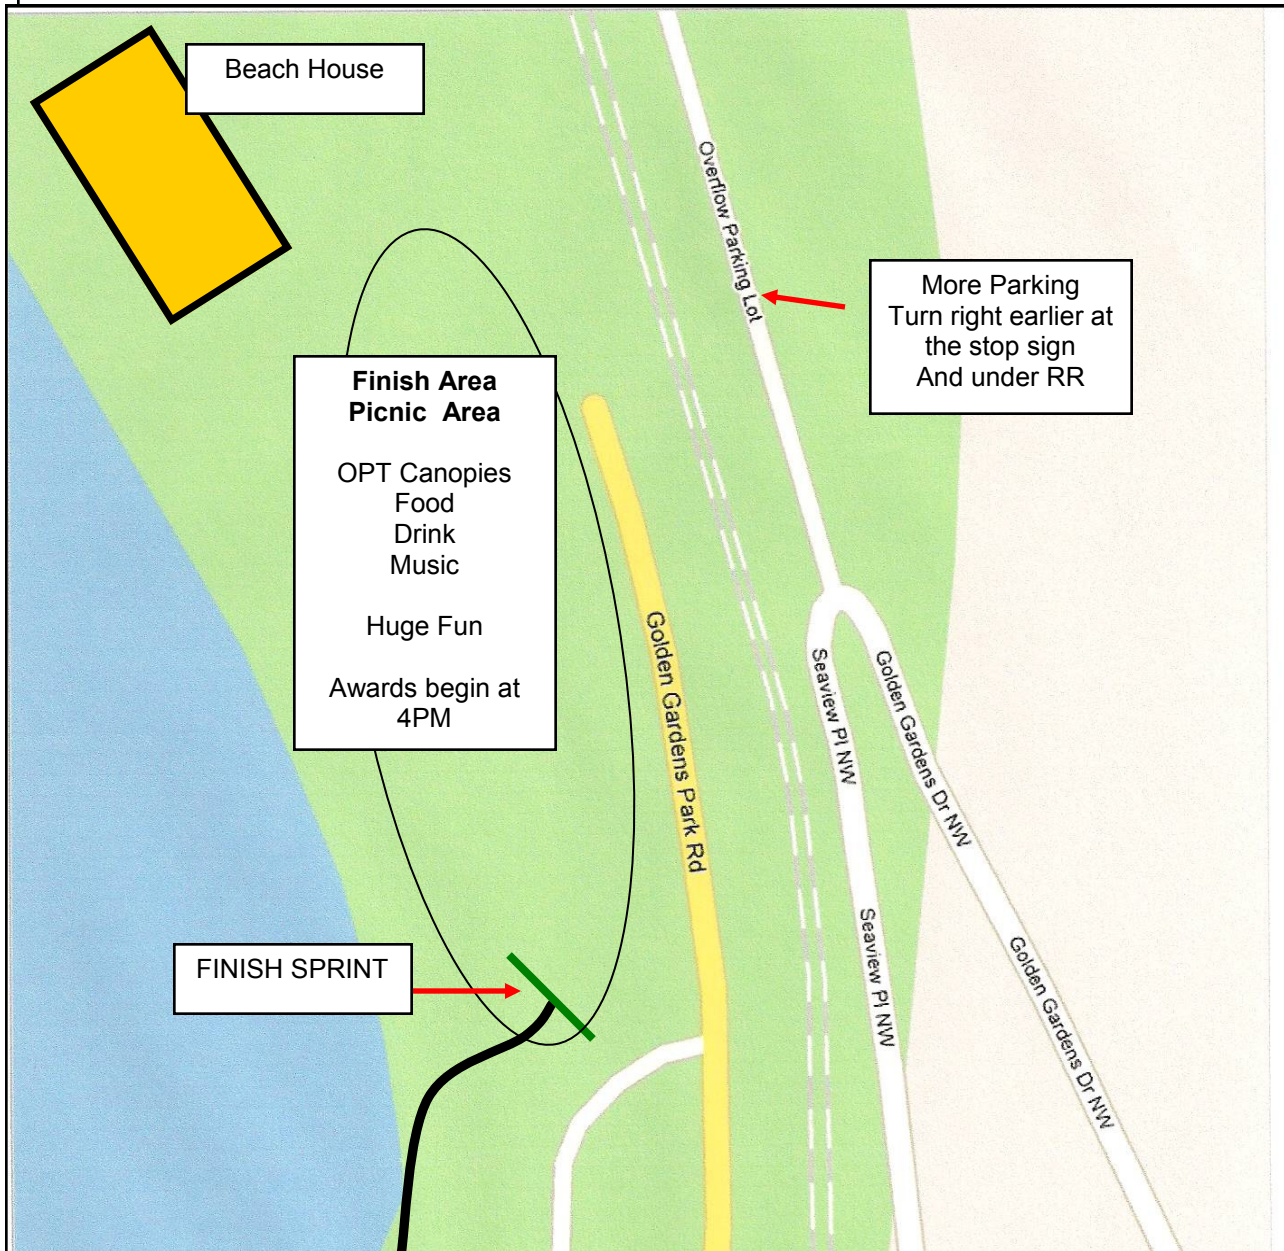 Beach House
Overflow Parking Lot
More Parking
Turn right earlier at
the stop sign
And under RR
Finish Area
Picnic Area
OPT Canopies
Food
Drink
Music
Huge Fun
Awards begin at
4PM
Golden Gardens Park Rd
Seaview Pl NW
Golden Gardens Dr NW
Seaview Pl NW
Golden Gardens Dr NW
FINISH SPRINT